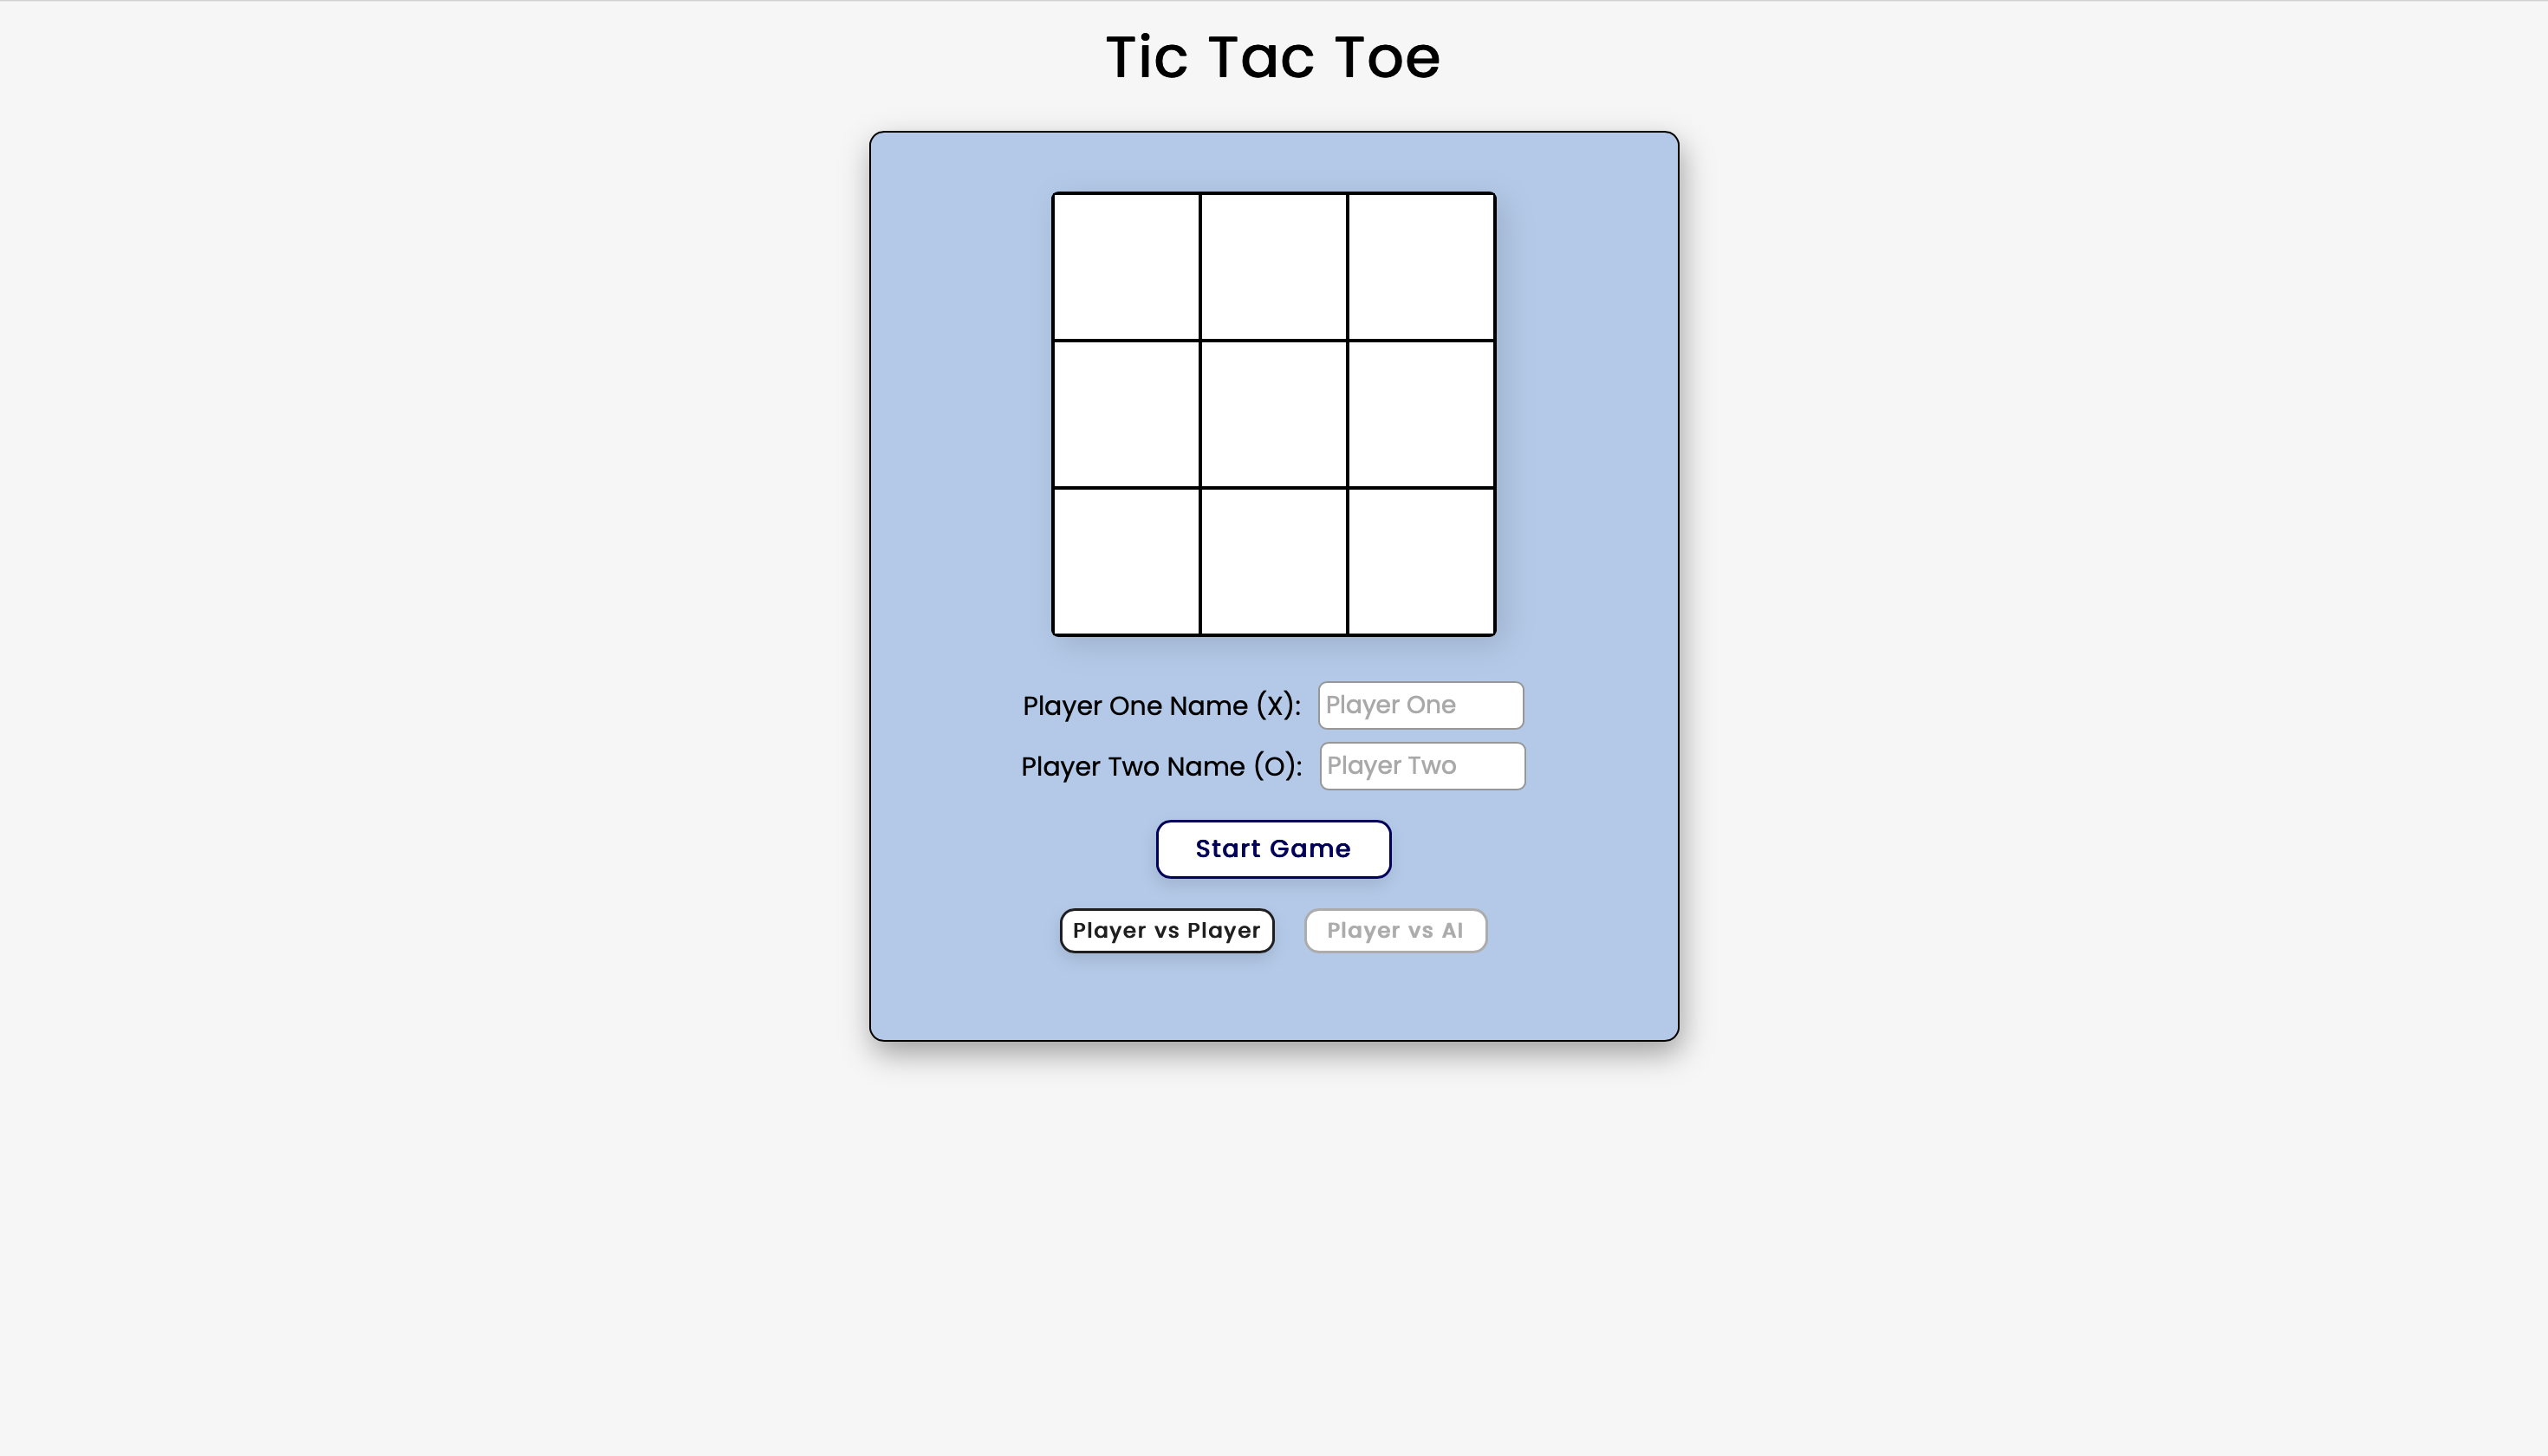 Tic Tac Toe
Player One Name (X): Player One
Player Two Name (O): Player Two
Start Game
Player vs Player Player vs AI